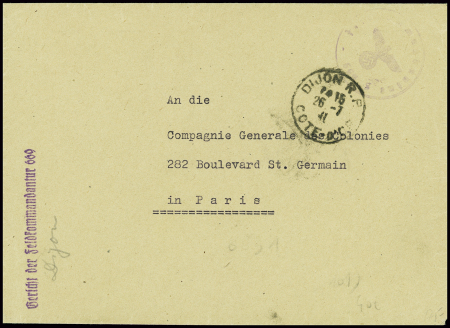 DIJON R.P.
26-7
41
COTE-D'OR
An die
Compagnie Generale des Colonies
282 Boulevard St. Germain
in Paris
Gericht der Feldkommandantur 669
Dijon